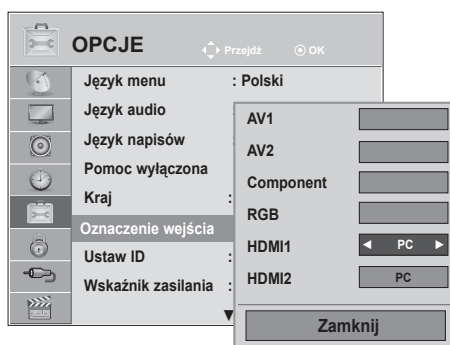 OPCJE Przejdź OK
Język menu : Polski
Język audio
Język napisów
Pomoc wyłączona
Kraj :
Oznaczenie wejścia
Ustaw ID :
Wskaźnik zasilania :
▼
AV1
AV2
Component
RGB
HDMI1 ◄ PC ►
HDMI2 PC
Zamknij